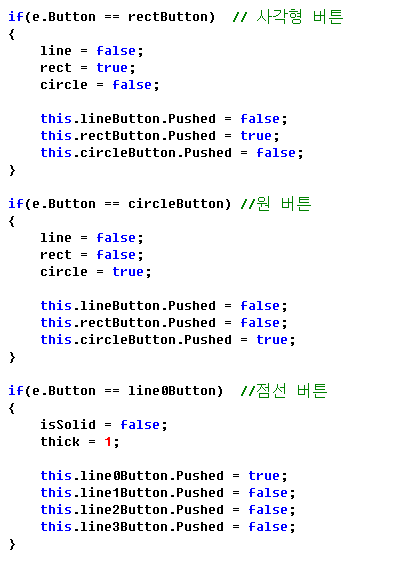 if(e.Button == rectButton)  // 사각형 버튼
{
    line = false;
    rect = true;
    circle = false;

    this.lineButton.Pushed = false;
    this.rectButton.Pushed = true;
    this.circleButton.Pushed = false;
}

if(e.Button == circleButton) //원 버튼
{
    line = false;
    rect = false;
    circle = true;

    this.lineButton.Pushed = false;
    this.rectButton.Pushed = false;
    this.circleButton.Pushed = true;
}

if(e.Button == line0Button)  //점선 버튼
{
    isSolid = false;
    thick = 1;

    this.line0Button.Pushed = true;
    this.line1Button.Pushed = false;
    this.line2Button.Pushed = false;
    this.line3Button.Pushed = false;
}